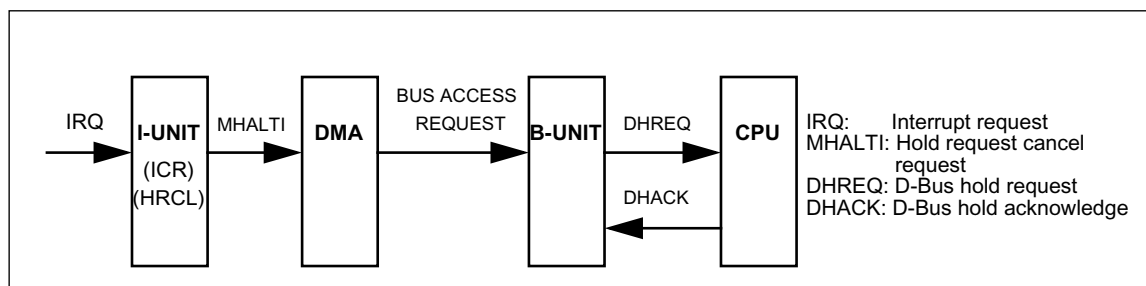 IRQ
I-UNIT
(ICR)
(HRCL)
MHALTI
DMA
BUS ACCESS
REQUEST
B-UNIT
DHREQ
DHACK
CPU
IRQ: Interrupt request
MHALTI: Hold request cancel
request
DHREQ: D-Bus hold request
DHACK: D-Bus hold acknowledge